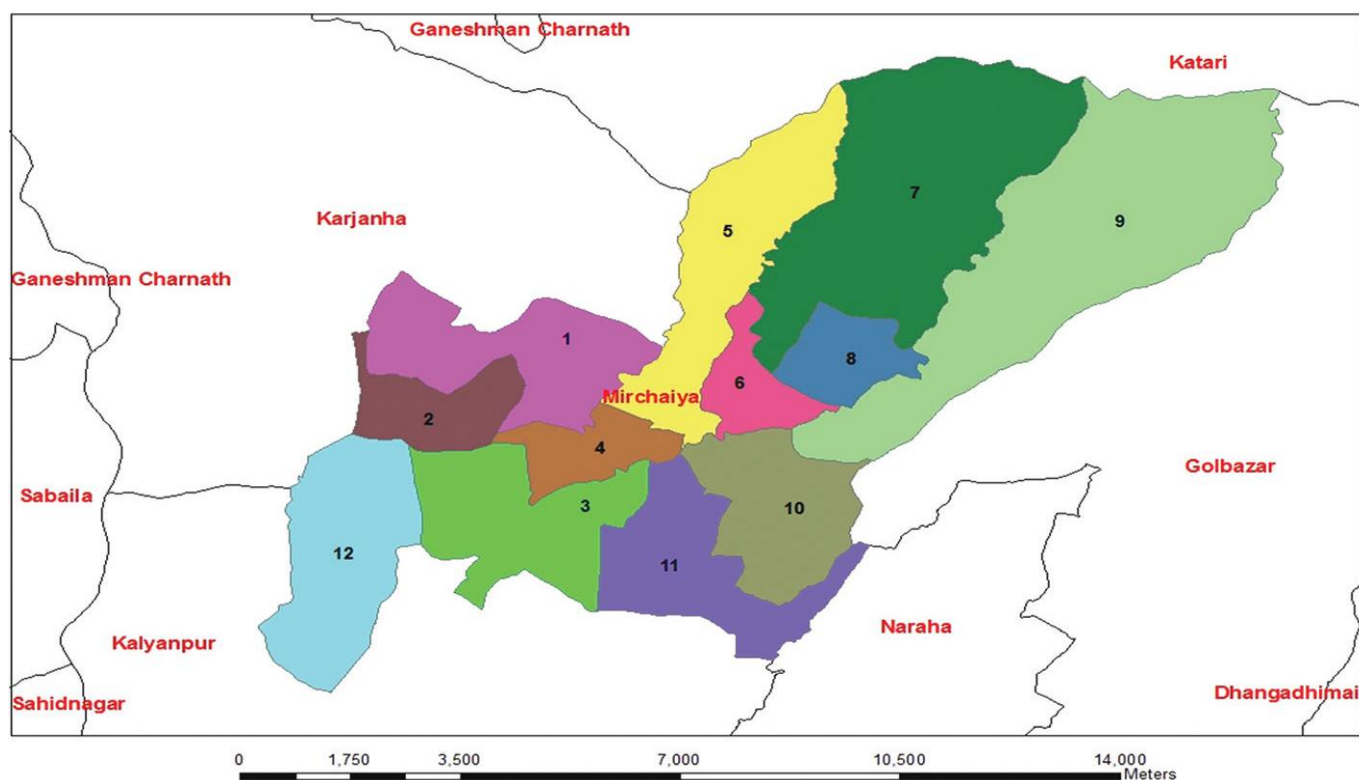 Ganeshman Charnath
Katari
7
Karjanha
5
9
Ganeshman Charnath
1
8
6
Mirchaiya
2
4
Golbazar
Sabaila
3
10
12
11
Naraha
Kalyanpur
Sahidnagar
Dhangadhimai
0 1,750 3,500 7,000 10,500 14,000
Meters